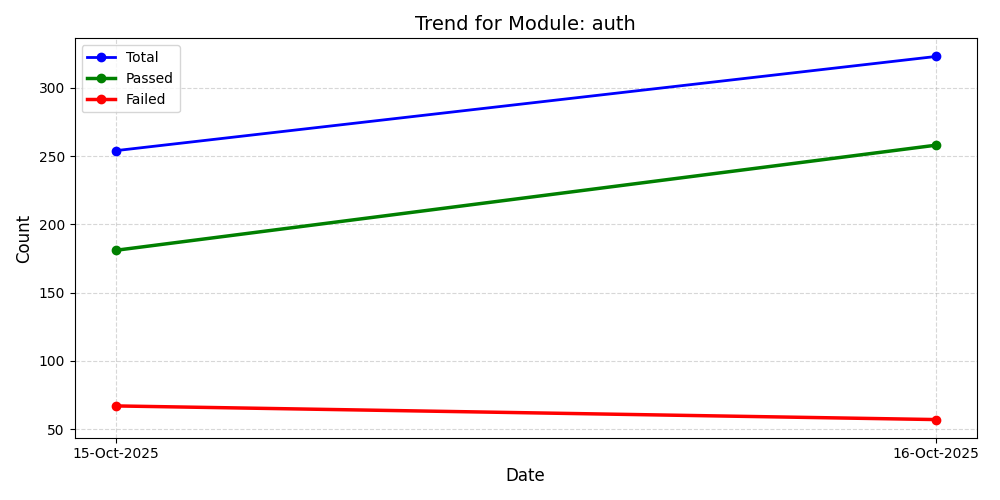 Trend for Module: auth
Total
Passed
Failed
300
250
200
150
100
50
Count
15-Oct-2025
16-Oct-2025
Date